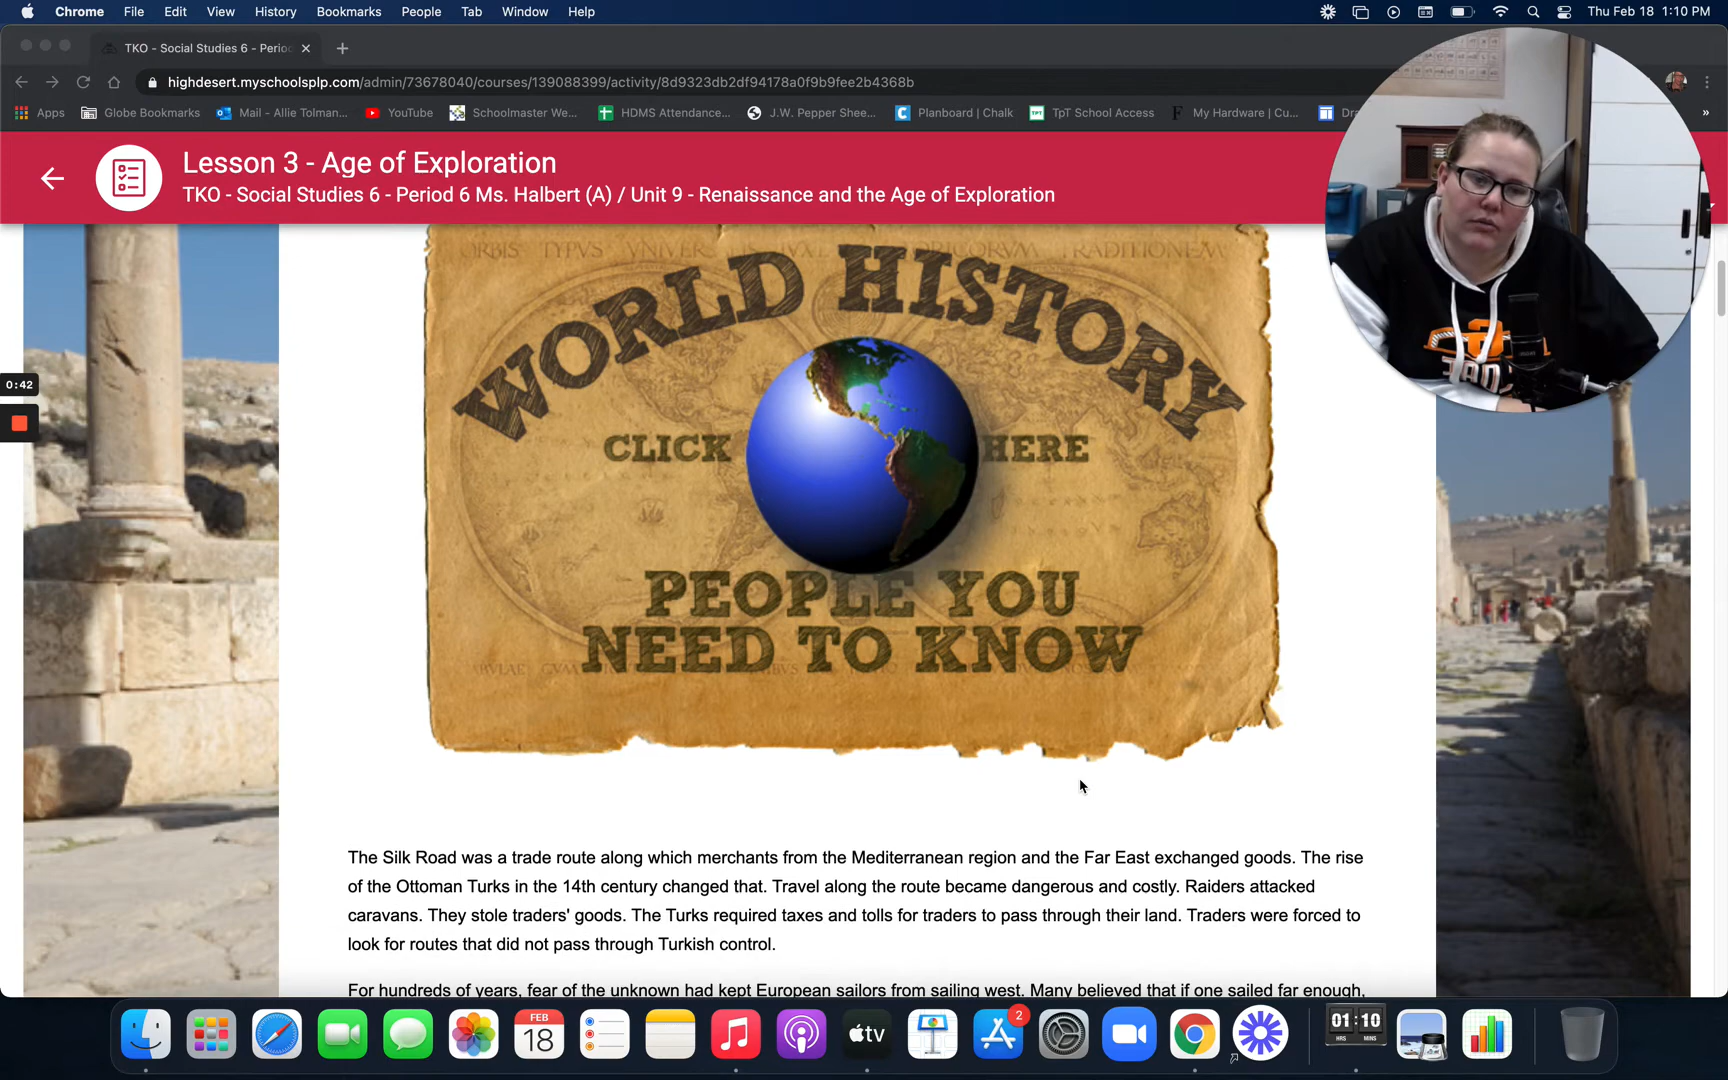 Chrome File Edit View History Bookmarks People Tab Window Help Thu Feb 18 1:10 PM
TKO - Social Studies 6 - Perio
highdesert.myschoolsplp.com/admin/73678040/courses/139088399/activity/8d9323db2df94178a0f9b9fee2b4368b
Apps Globe Bookmarks Mail - Allie Tolman... YouTube Schoolmaster We... HDMS Attendance... J.W. Pepper Shee... Planboard | Chalk TpT School Access My Hardware | Cu... Dra
Lesson 3 - Age of Exploration
TKO - Social Studies 6 - Period 6 Ms. Halbert (A) / Unit 9 - Renaissance and the Age of Exploration
ORBIS TYPVS VNIVER TRADITIONEM
WORLD HISTORY
0:42
CLICK HERE
PEOPLE YOU
NEED TO KNOW
The Silk Road was a trade route along which merchants from the Mediterranean region and the Far East exchanged goods. The rise
of the Ottoman Turks in the 14th century changed that. Travel along the route became dangerous and costly. Raiders attacked
caravans. They stole traders' goods. The Turks required taxes and tolls for traders to pass through their land. Traders were forced to
look for routes that did not pass through Turkish control.
For hundreds of years, fear of the unknown had kept European sailors from sailing west. Many believed that if one sailed far enough,
FEB
18
tv
2
01:10
HRS MINS